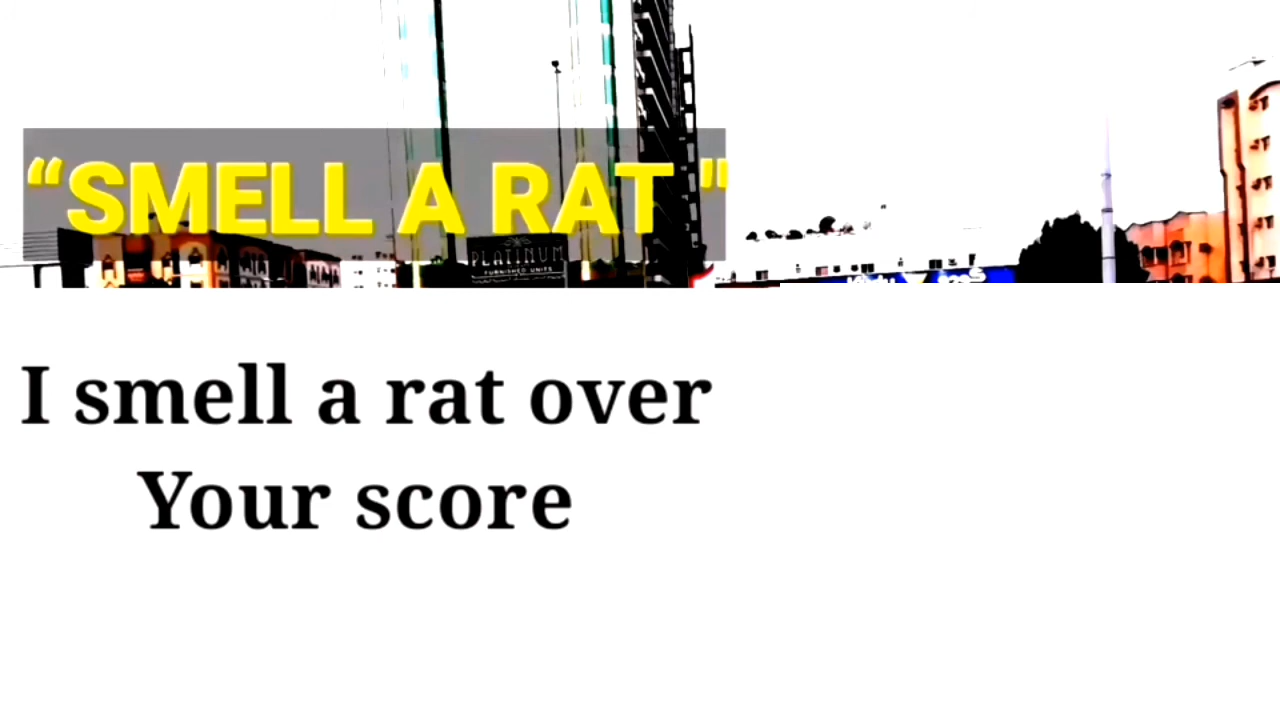 “SMELL A RAT "
PLATINUM
FURNISHED UNITS
I smell a rat over
Your score